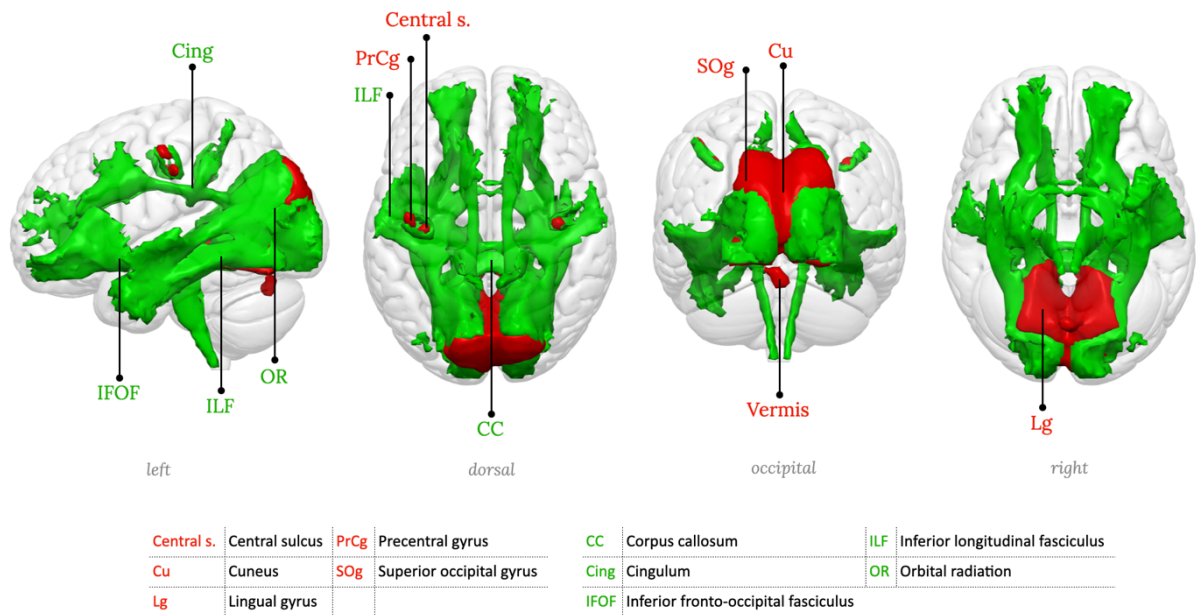 Central s.
Cing
PrCg
Cu
SOg
ILF
IFOF
ILF
OR
CC
Vermis
Lg
left
dorsal
occipital
right
Central s. Central sulcus PrCg Precentral gyrus
Cu Cuneus SOg Superior occipital gyrus
Lg Lingual gyrus
CC Corpus callosum ILF Inferior longitudinal fasciculus
Cing Cingulum OR Orbital radiation
IFOF Inferior fronto-occipital fasciculus